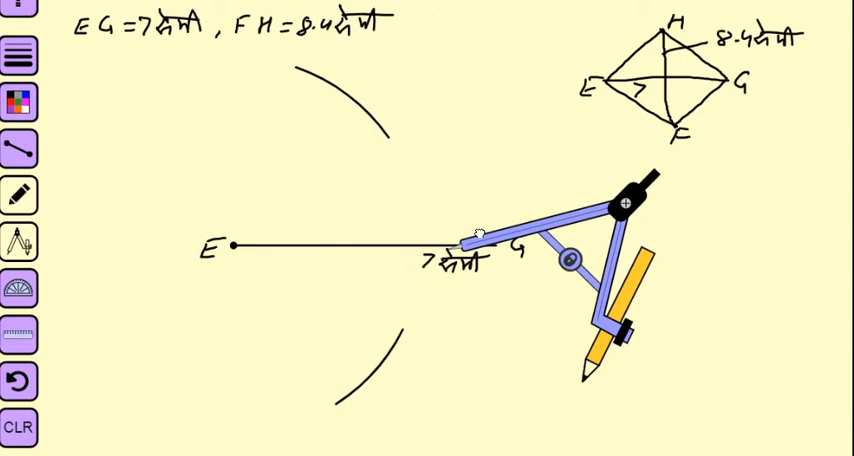 EG = 7 सेमी, FH = 8.4 सेमी
H
8.4 सेमी
E 7 G
F
E G
7 सेमी
CLR